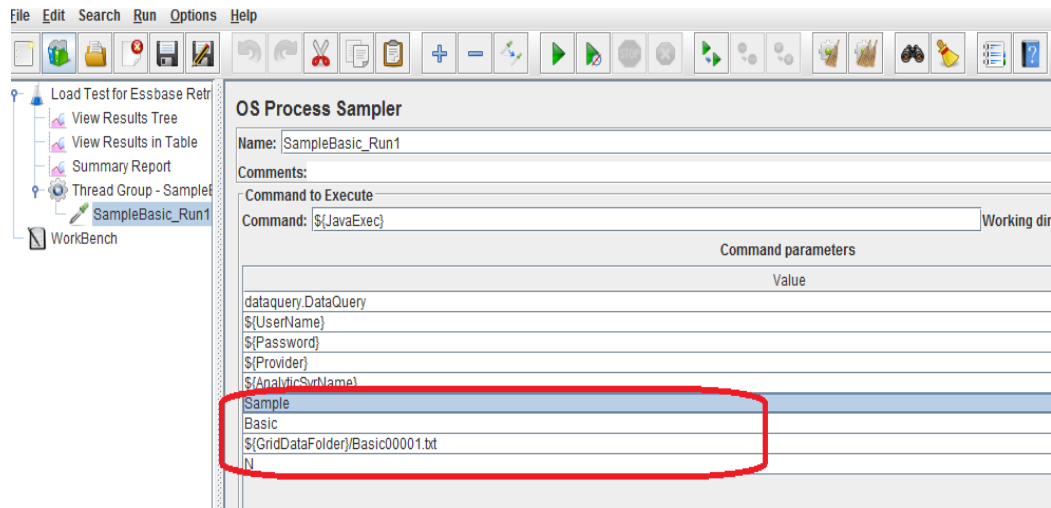 File Edit Search Run Options Help
Load Test for Essbase Retr
View Results Tree
View Results in Table
Summary Report
Thread Group - SampleB
SampleBasic_Run1
WorkBench
OS Process Sampler
Name: SampleBasic_Run1
Comments:
Command to Execute
Command: ${JavaExec} Working dir
Command parameters
Value
dataquery.DataQuery
${UserName}
${Password}
${Provider}
${AnalyticSvrName}
Sample
Basic
${GridDataFolder}/Basic00001.txt
N